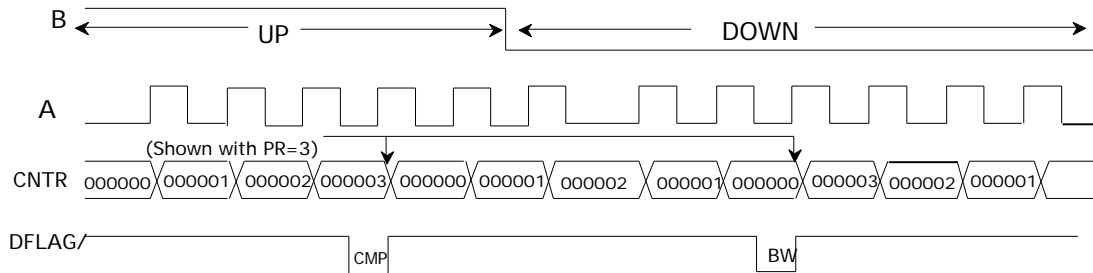 B
UP
DOWN
A
(Shown with PR=3)
CNTR 000000 000001 000002 000003 000000 000001 000002 000001 000000 000003 000002 000001
DFLAG/ CMP BW